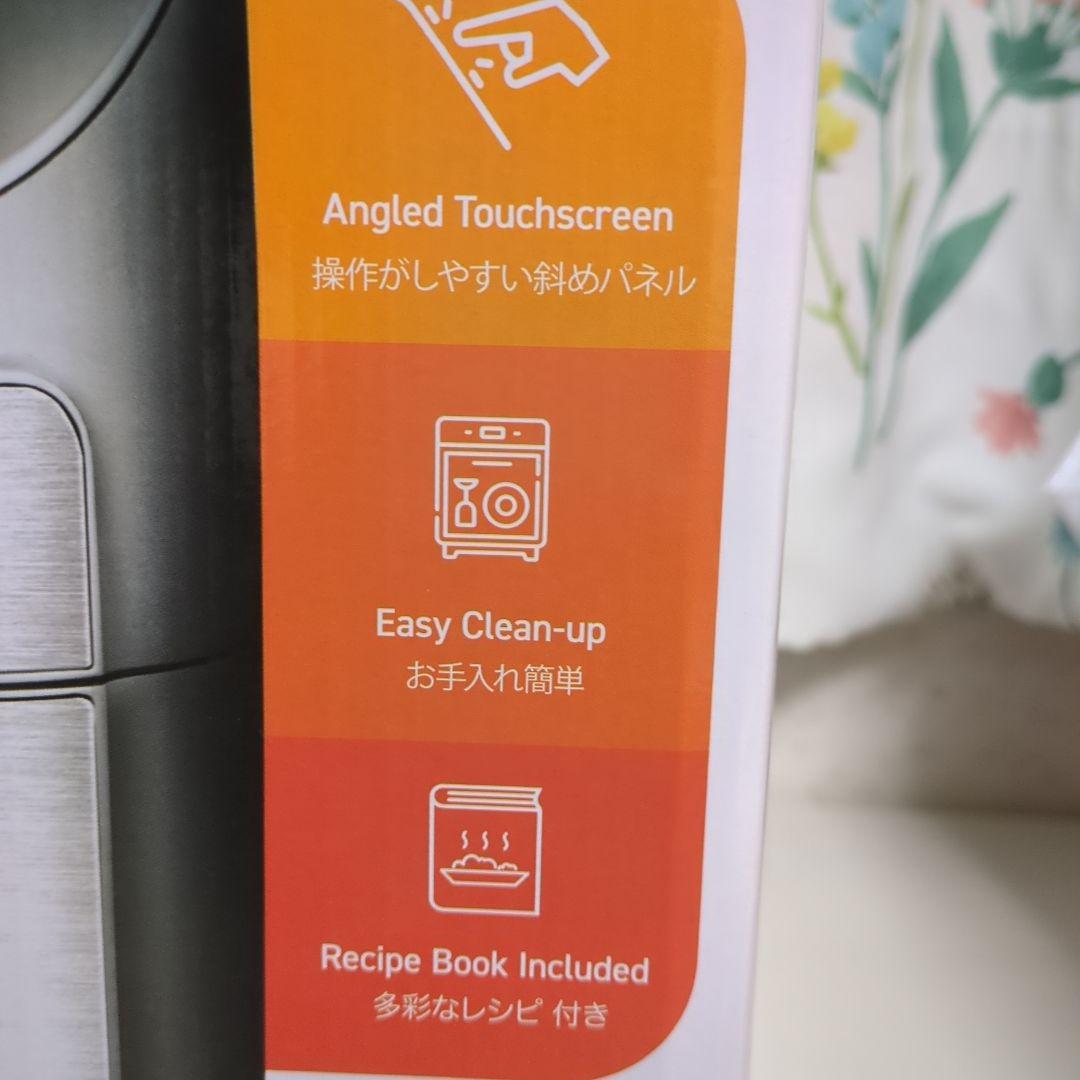 Angled Touchscreen
操作がしやすい斜めパネル
Easy Clean-up
お手入れ簡単
Recipe Book Included
多彩なレシピ 付き